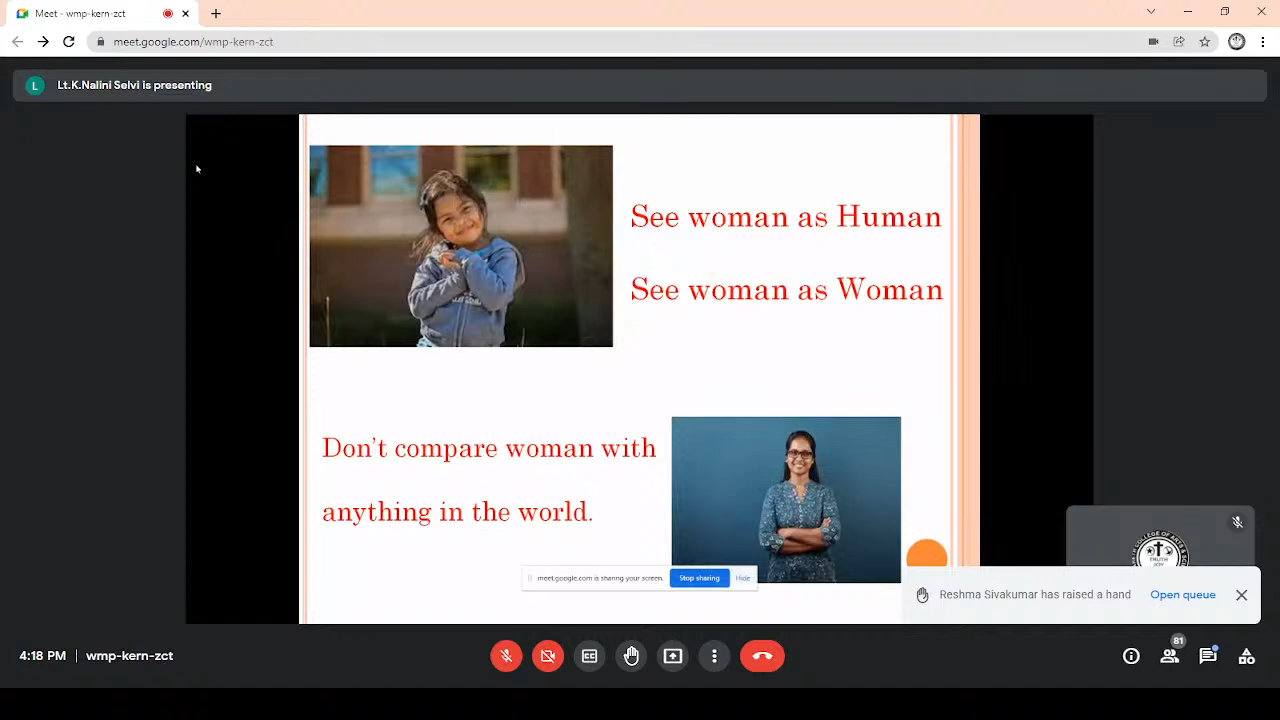 Meet - wmp-kern-zct
meet.google.com/wmp-kern-zct
L
Lt.K.Nalini Selvi is presenting
See woman as Human
See woman as Woman
Don't compare woman with
anything in the world.
meet.google.com is sharing your screen.
Stop sharing
Hide
TRUTH
JOY
Reshma Sivakumar has raised a hand
Open queue
4:18 PM
wmp-kern-zct
81